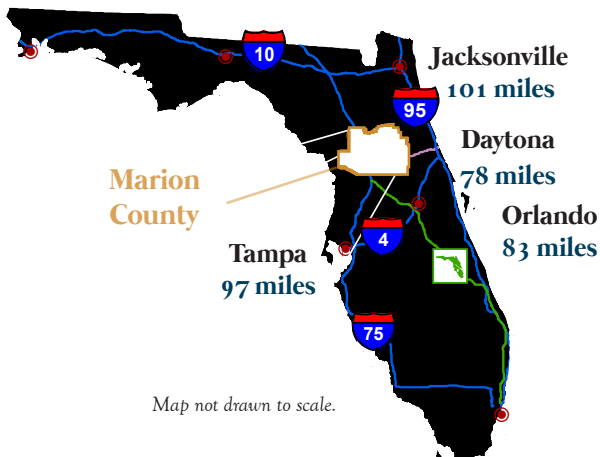 10
Jacksonville
101 miles
95
Daytona
78 miles
Marion
County
Orlando
83 miles
4
Tampa
97 miles
75
Map not drawn to scale.